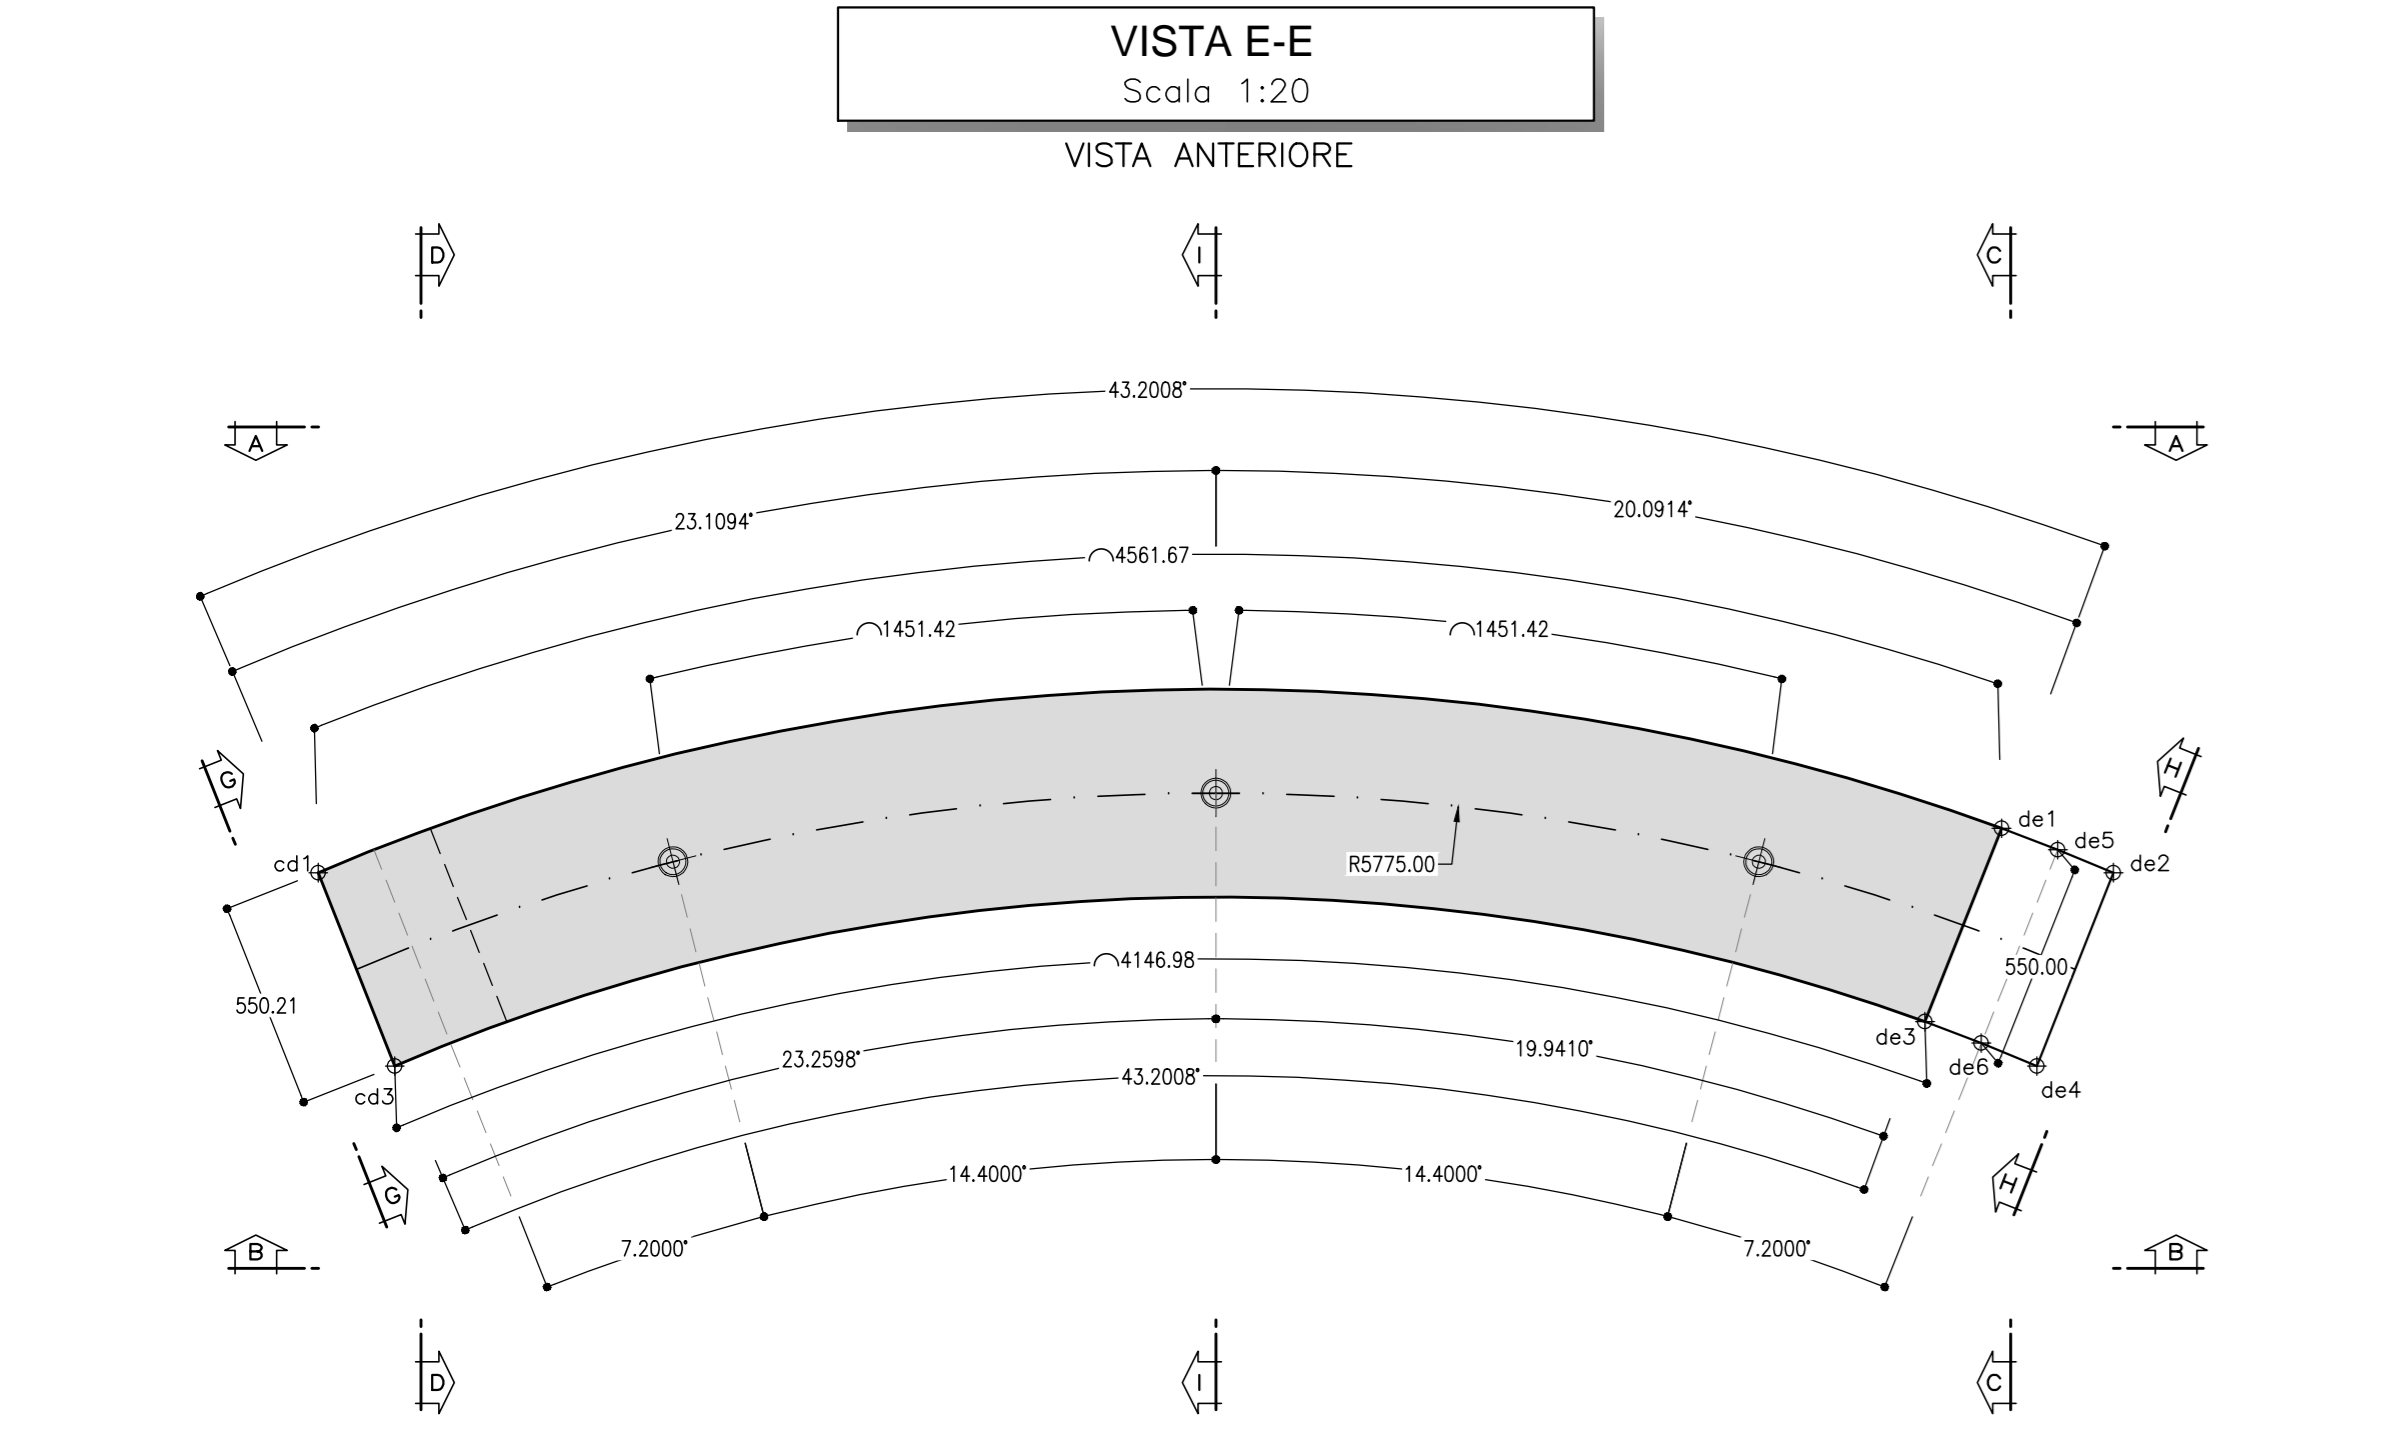 VISTA E-E
Scala 1:20
VISTA ANTERIORE
D
I
C
43.2008°
A
A
23.1094°
20.0914°
4561.67
1451.42
1451.42
G
H
de1
de5
cd1
R5775.00
de2
4146.98
550.00
550.21
de3
19.9410°
23.2598°
de6
43.2008°
de4
cd3
14.4000°
14.4000°
G
H
7.2000°
7.2000°
B
B
D
I
C